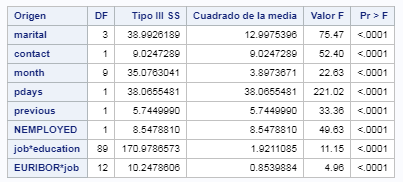 Origen DF Tipo III SS Cuadrado de la media Valor F Pr > F
marital 3 38.9926189 12.9975396 75.47 <.0001
contact 1 9.0247289 9.0247289 52.40 <.0001
month 9 35.0763041 3.8973671 22.63 <.0001
pdays 1 38.0655481 38.0655481 221.02 <.0001
previous 1 5.7449990 5.7449990 33.36 <.0001
NEMPLOYED 1 8.5478810 8.5478810 49.63 <.0001
job*education 89 170.9786573 1.9211085 11.15 <.0001
EURIBOR*job 12 10.2478606 0.8539884 4.96 <.0001